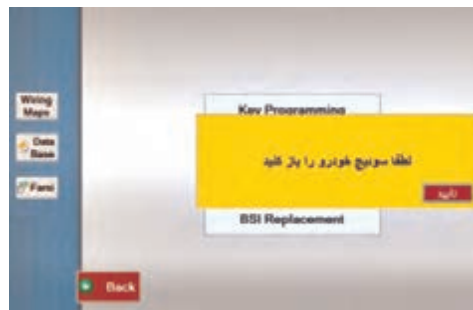 Wiring
Maps
Key Programming
لطفا سوئیچ خودرو را باز کنید
Data
Base
Farsi
تایید
BSI Replacement
Back